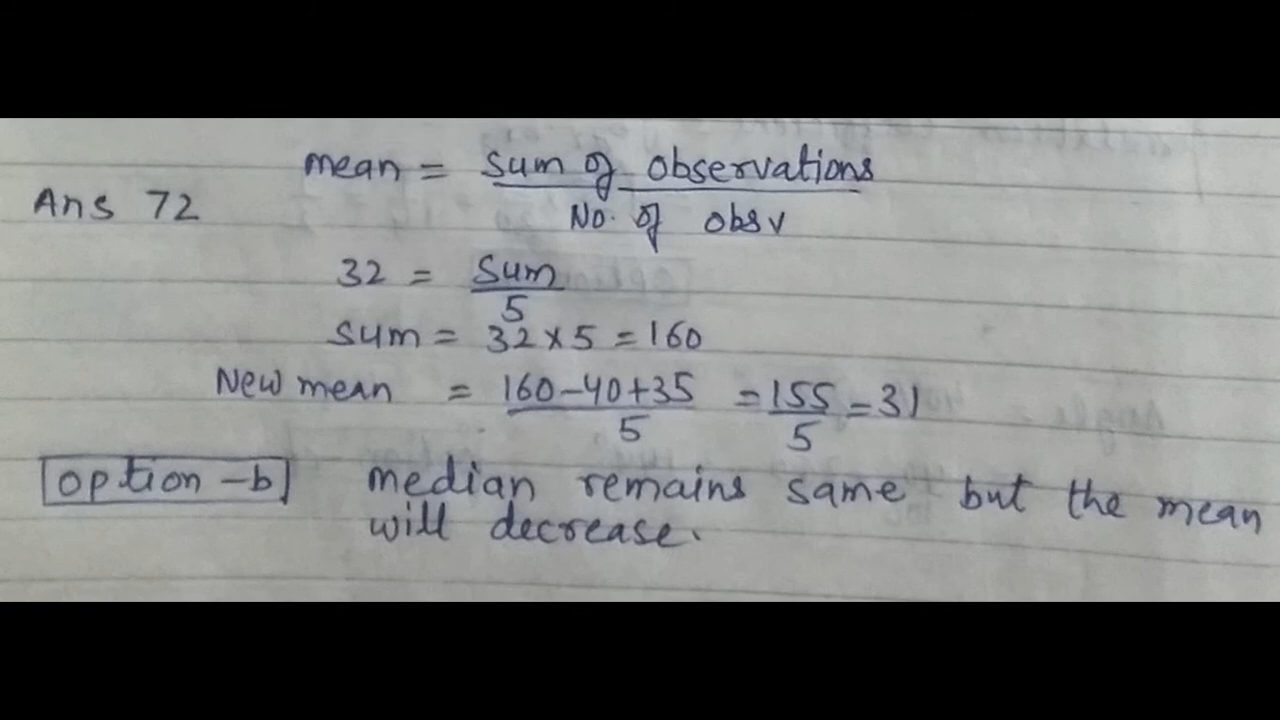 mean = Sum of observations
Ans 72
No. of obsv
32 = Sum
5
Sum = 32 × 5 = 160
New mean = 160-40+35 = 155 = 31
5 5
option -b median remains same but the mean
will decrease.